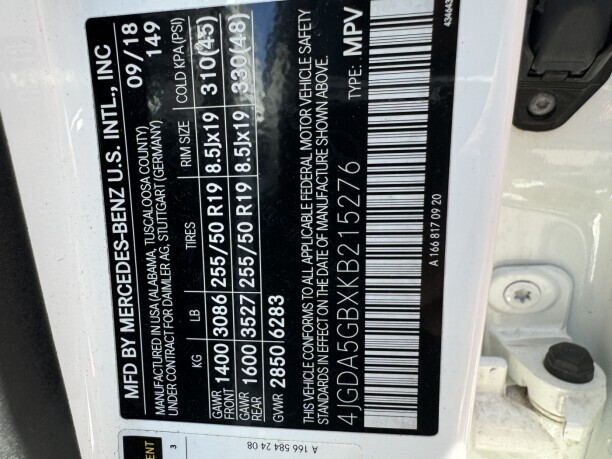 MFD BY MERCEDES-BENZ U.S. INTL., INC
09/18
MANUFACTURED IN USA (ALABAMA, TUSCALOOSA COUNTY)
UNDER CONTRACT FOR DAIMLER AG, STUTTGART (GERMANY)
149
KG LB TIRES RIM SIZE COLD KPA (PSI)
GAWR FRONT 1400 3086 255/50 R19 8.5Jx19 310(45)
GAWR REAR 1600 3527 255/50 R19 8.5Jx19 330(48)
GVWR 2850 6283
THIS VEHICLE CONFORMS TO ALL APPLICABLE FEDERAL MOTOR VEHICLE SAFETY
STANDARDS IN EFFECT ON THE DATE OF MANUFACTURE SHOWN ABOVE.
4JGDA5GBXKB215276 TYPE: MPV
A 166 817 09 20
A 166 584 24 08
3